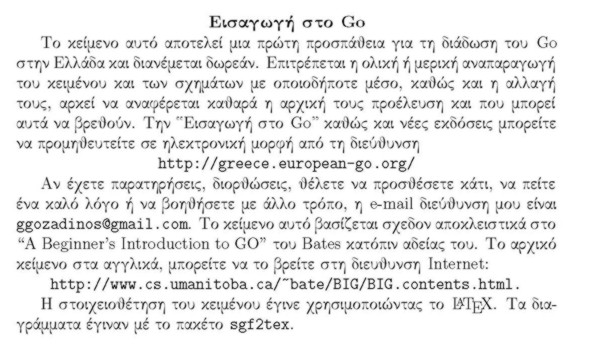 Εισαγωγή στο Go
Το κείμενο αυτό αποτελεί μια πρώτη προσπάθεια για τη διάδωση του Go
στην Ελλάδα και διανέμεται δωρεάν. Επιτρέπεται η ολική ή μερική αναπαραγωγή
του κειμένου και των σχημάτων με οποιοδήποτε μέσο, καθώς και η αλλαγή
τους, αρκεί να αναφέρεται καθαρά η αρχική τους προέλευση και που μπορεί
αυτά να βρεθούν. Την "Εισαγωγή στο Go" καθώς και νέες εκδόσεις μπορείτε
να προμηθευτείτε σε ηλεκτρονική μορφή από τη διεύθυνση
http://greece.european-go.org/
Αν έχετε παρατηρήσεις, διορθώσεις, θέλετε να προσθέσετε κάτι, να πείτε
ένα καλό λόγο ή να βοηθήσετε με άλλο τρόπο, η e-mail διεύθυνση μου είναι
ggozadinos@gmail.com. Το κείμενο αυτό βασίζεται σχεδον αποκλειστικά στο
"A Beginner's Introduction to GO" του Bates κατόπιν αδείας του. Το αρχικό
κείμενο στα αγγλικά, μπορείτε να το βρείτε στη διευθυνση Internet:
http://www.cs.umanitoba.ca/~bate/BIG/BIG.contents.html.
Η στοιχειοθέτηση του κειμένου έγινε χρησιμοποιώντας το LATEX. Τα δια-
γράμματα έγιναν μέ το πακέτο sgf2tex.